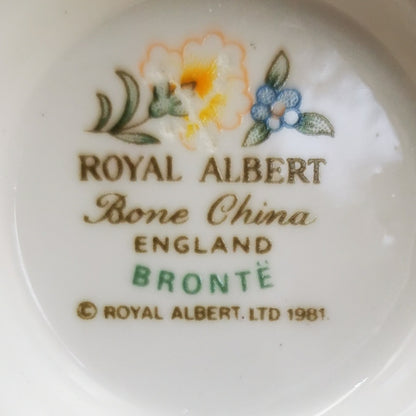 ROYAL ALBERT
Bone China
ENGLAND
BRONTË
© ROYAL ALBERT. LTD 1981.